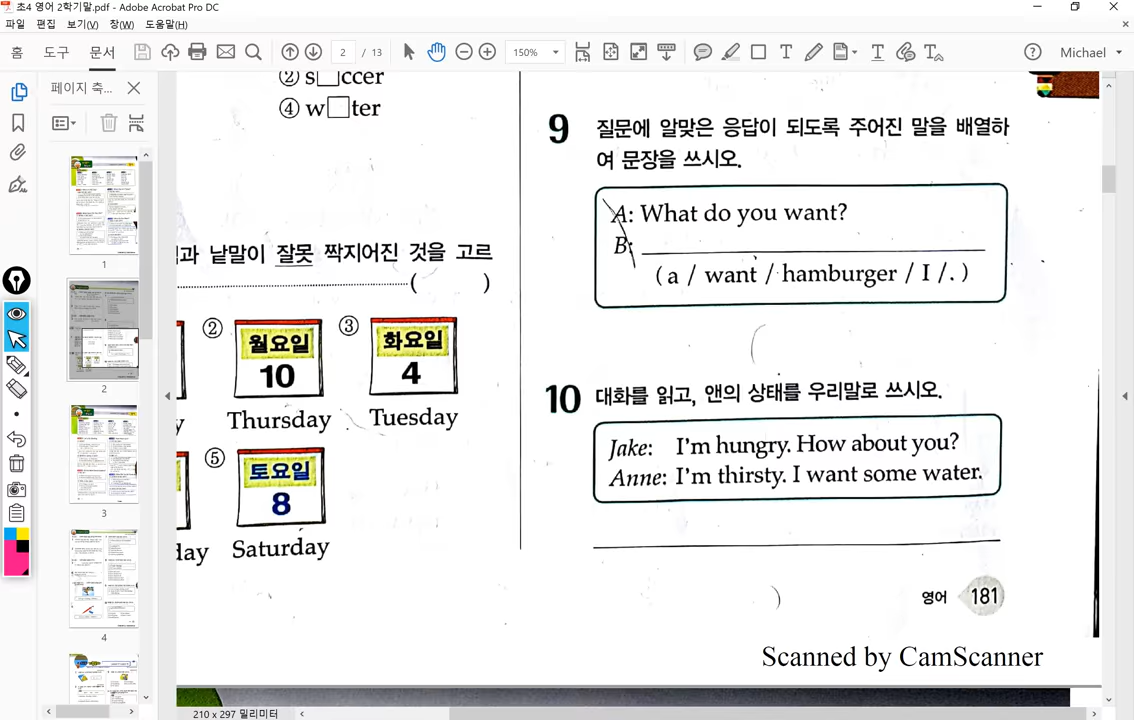 초4 영어 2학기말.pdf - Adobe Acrobat Pro DC
파일 편집 보기(V) 창(W) 도움말(H)
홈 도구 문서 2 / 13 150% Michael
페이지 축...
1
2
3
4
② s□ccer
④ w□ter
과 낱말이 잘못 짝지어진 것을 고르
( )
② 월요일 10 Thursday
③ 화요일 4 Tuesday
⑤ 토요일 8 Saturday
9 질문에 알맞은 응답이 되도록 주어진 말을 배열하
여 문장을 쓰시오.
A: What do you want?
B:
( a / want / hamburger / I / . )
10 대화를 읽고, 앤의 상태를 우리말로 쓰시오.
Jake: I'm hungry. How about you?
Anne: I'm thirsty. I want some water.
영어 181
Scanned by CamScanner
210 x 297 밀리미터